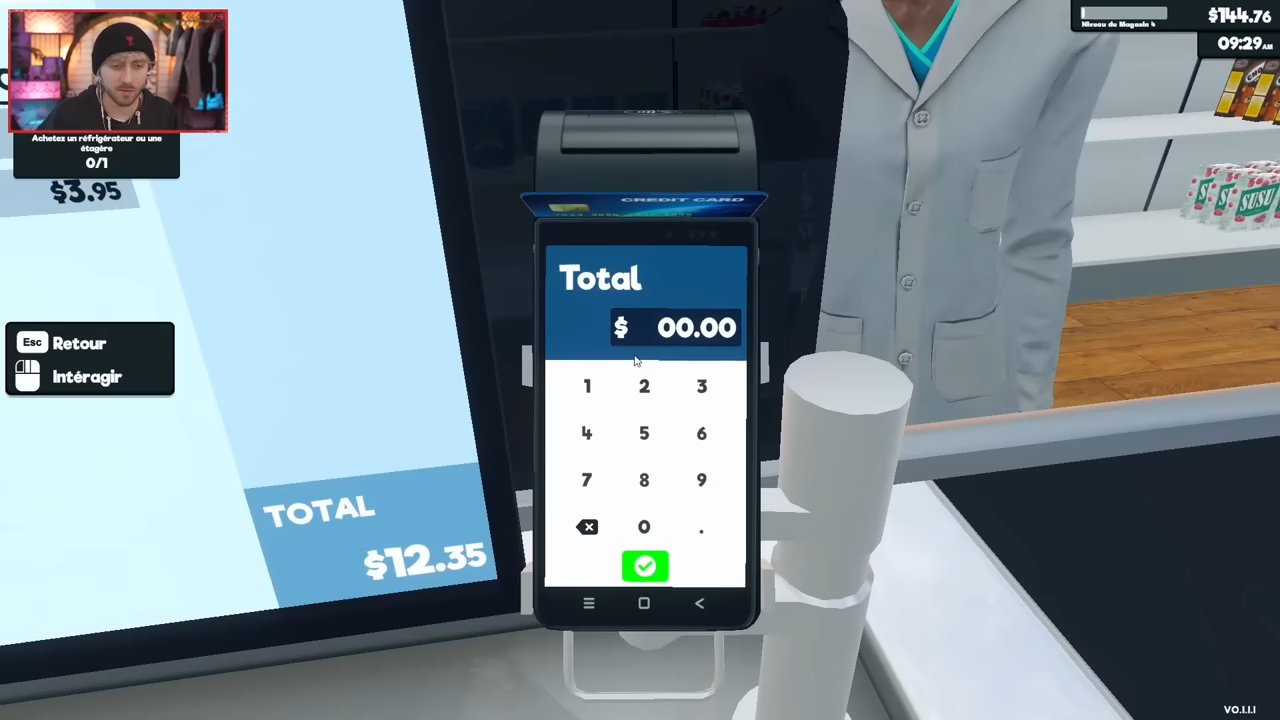 $144.76
Niveau du Magasin 4
09:29AM
Achetez un réfrigérateur ou une
étagère
0/1
$3.95
CREDIT CARD
Total
$ 00.00
Esc Retour
Intéragir
1 2 3
4 5 6
7 8 9
0 .
TOTAL
$12.35
SUSU
V0.1.1.1